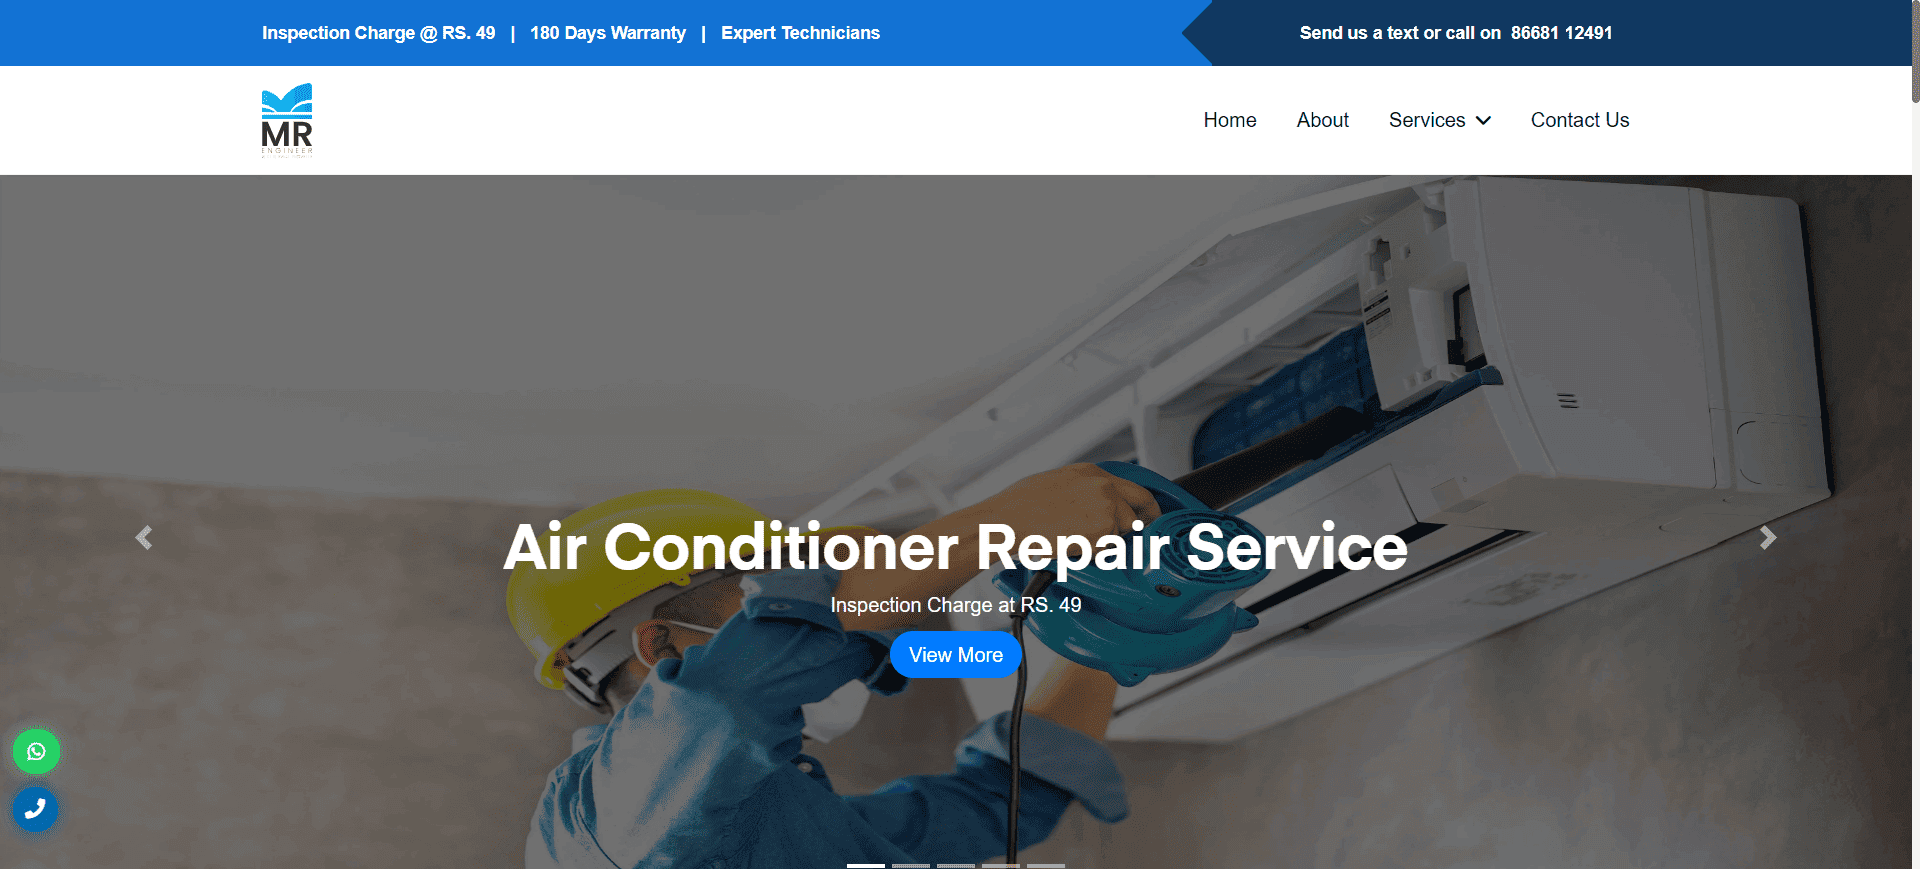 Inspection Charge @ RS. 49 | 180 Days Warranty | Expert Technicians
Send us a text or call on 86681 12491
MR
ENGINEER
Home
About
Services
Contact Us
Air Conditioner Repair Service
Inspection Charge at RS. 49
View More